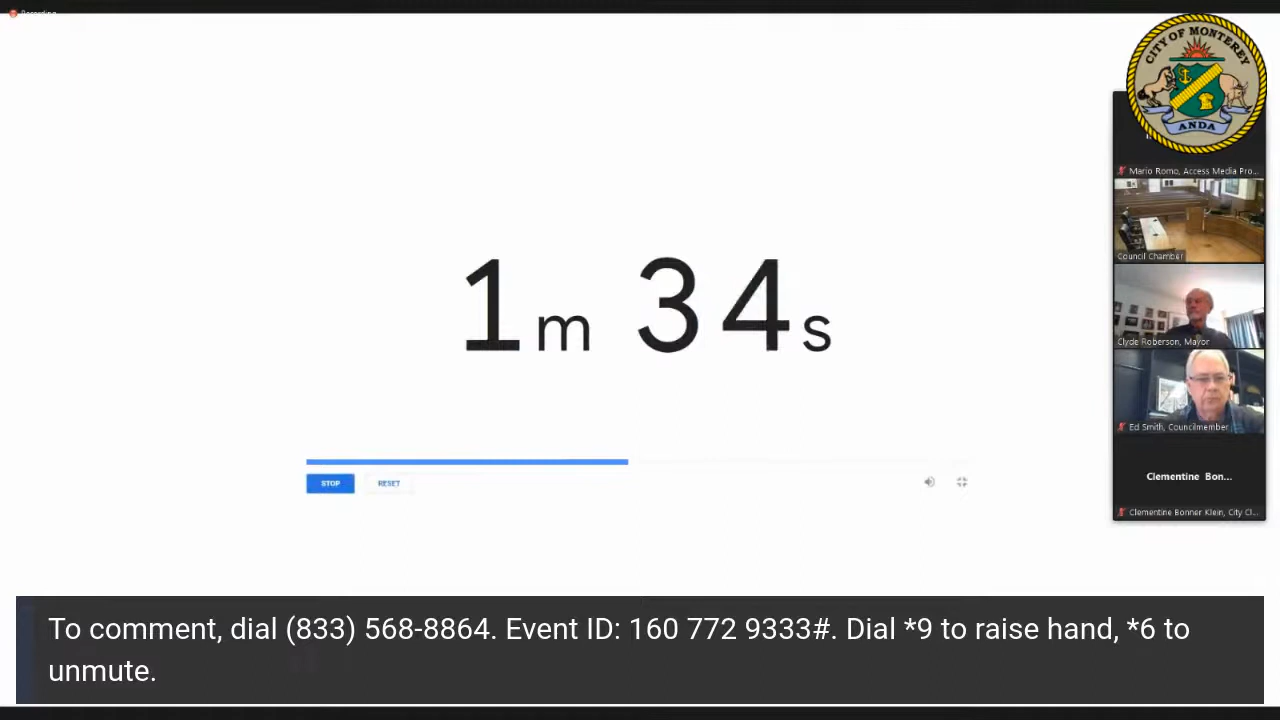 Recording
CITY OF MONTEREY
ANDA
Mario Romo, Access Media Pro...
Council Chamber
Clyde Roberson, Mayor
Ed Smith, Councilmember
Clementine Bon...
Clementine Bonner Klein, City Cl...
1m 34s
STOP
RESET
To comment, dial (833) 568-8864. Event ID: 160 772 9333#. Dial *9 to raise hand, *6 to
unmute.